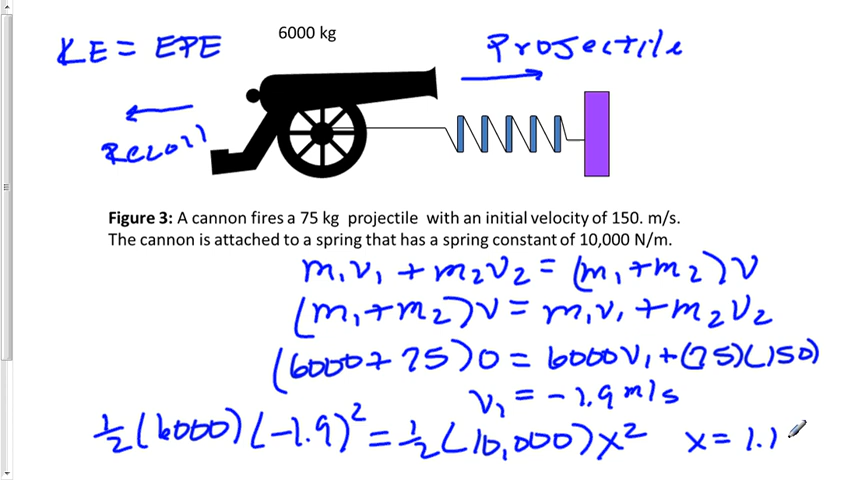 6000 kg
KE = EPE
Projectile
Recoil
Figure 3: A cannon fires a 75 kg projectile with an initial velocity of 150. m/s.
The cannon is attached to a spring that has a spring constant of 10,000 N/m.
m₁v₁ + m₂v₂ = (m₁+m₂)v
(m₁+m₂)v = m₁v₁ + m₂v₂
(6000+75)0 = 6000v₁+(75)(150)
v₁ = -1.9 m/s
½(6000)(-1.9)² = ½(10,000)x² x = 1.1